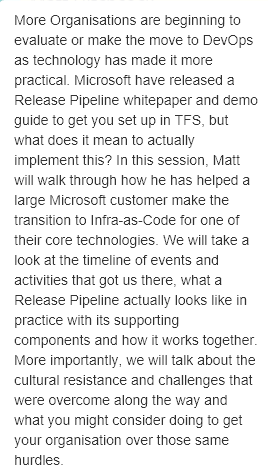 More Organisations are beginning to
evaluate or make the move to DevOps
as technology has made it more
practical. Microsoft have released a
Release Pipeline whitepaper and demo
guide to get you set up in TFS, but
what does it mean to actually
implement this? In this session, Matt
will walk through how he has helped a
large Microsoft customer make the
transition to Infra-as-Code for one of
their core technologies. We will take a
look at the timeline of events and
activities that got us there, what a
Release Pipeline actually looks like in
practice with its supporting
components and how it works together.
More importantly, we will talk about the
cultural resistance and challenges that
were overcome along the way and
what you might consider doing to get
your organisation over those same
hurdles.